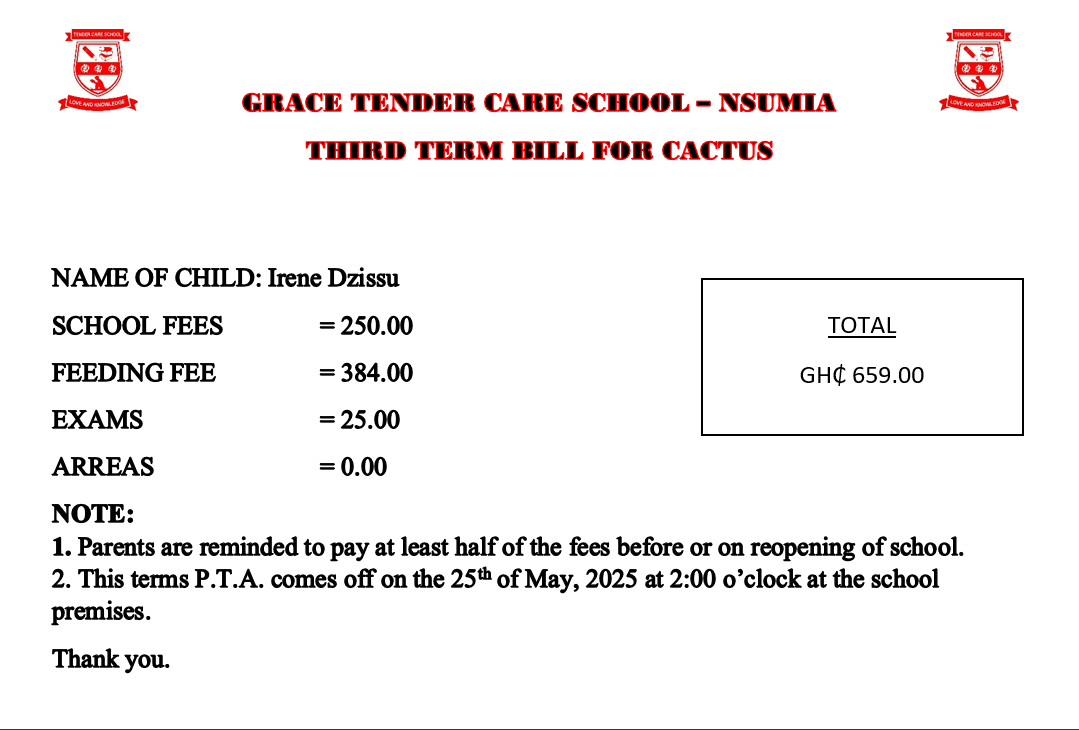 TENDER CARE SCHOOL
LOVE AND KNOWLEDGE
TENDER CARE SCHOOL
LOVE AND KNOWLEDGE
GRACE TENDER CARE SCHOOL – NSUMIA
THIRD TERM BILL FOR CACTUS
NAME OF CHILD: Irene Dzissu
SCHOOL FEES = 250.00
FEEDING FEE = 384.00
EXAMS = 25.00
ARREAS = 0.00
TOTAL
GH₵ 659.00
NOTE:
1. Parents are reminded to pay at least half of the fees before or on reopening of school.
2. This terms P.T.A. comes off on the 25th of May, 2025 at 2:00 o’clock at the school
premises.
Thank you.